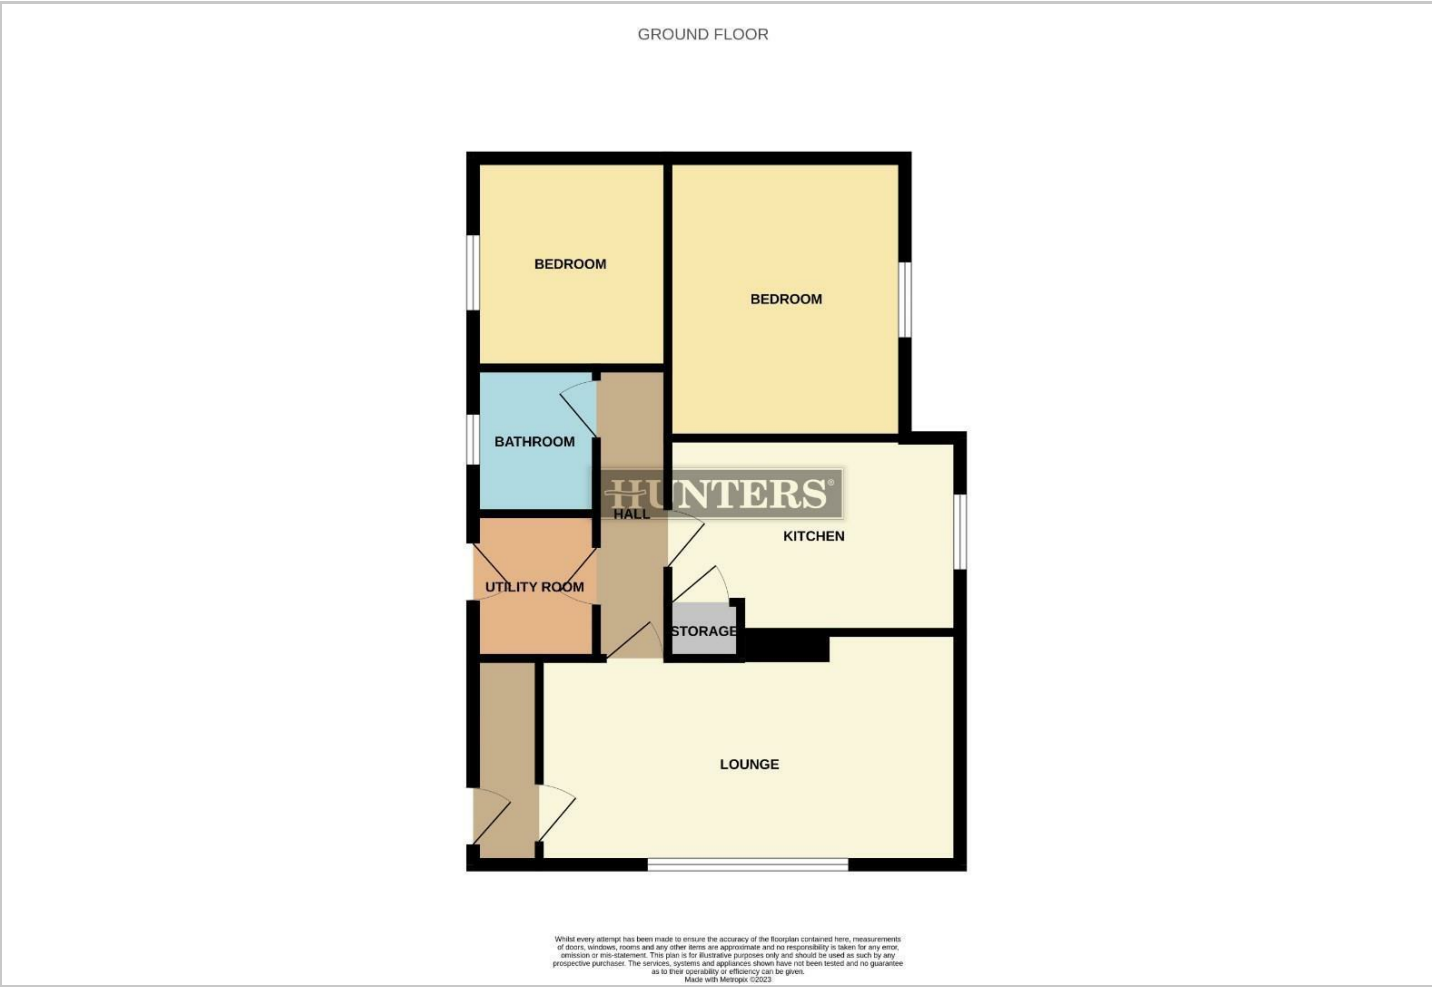 GROUND FLOOR
BEDROOM
BEDROOM
BATHROOM
HUNTERS®
HALL
KITCHEN
UTILITY ROOM
STORAGE
LOUNGE
Whilst every attempt has been made to ensure the accuracy of the floorplan contained here, measurements
of doors, windows, rooms and any other items are approximate and no responsibility is taken for any error,
omission or mis-statement. This plan is for illustrative purposes only and should be used as such by any
prospective purchaser. The services, systems and appliances shown have not been tested and no guarantee
as to their operability or efficiency can be given.
Made with Metropix ©2023